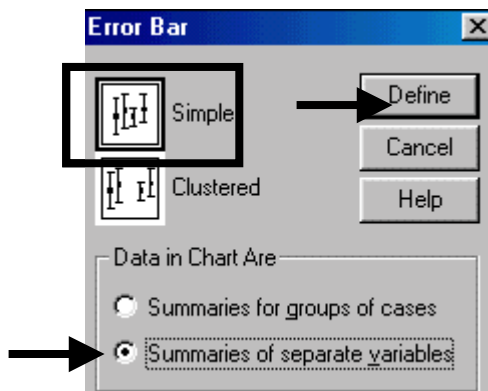 Error Bar
Simple
Define
Cancel
Clustered
Help
Data in Chart Are
Summaries for groups of cases
Summaries of separate variables